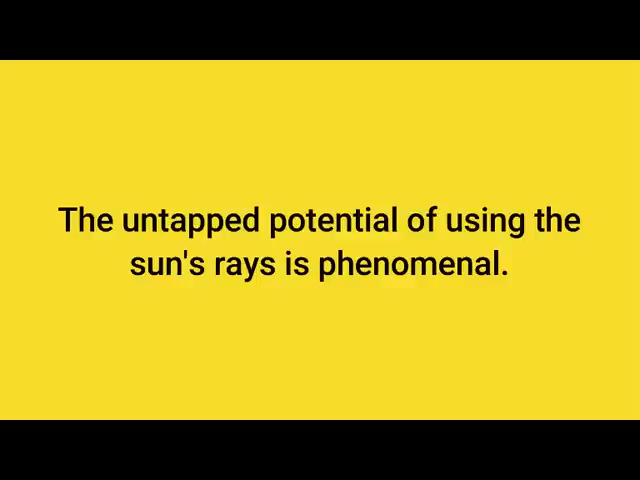 The untapped potential of using the
sun's rays is phenomenal.